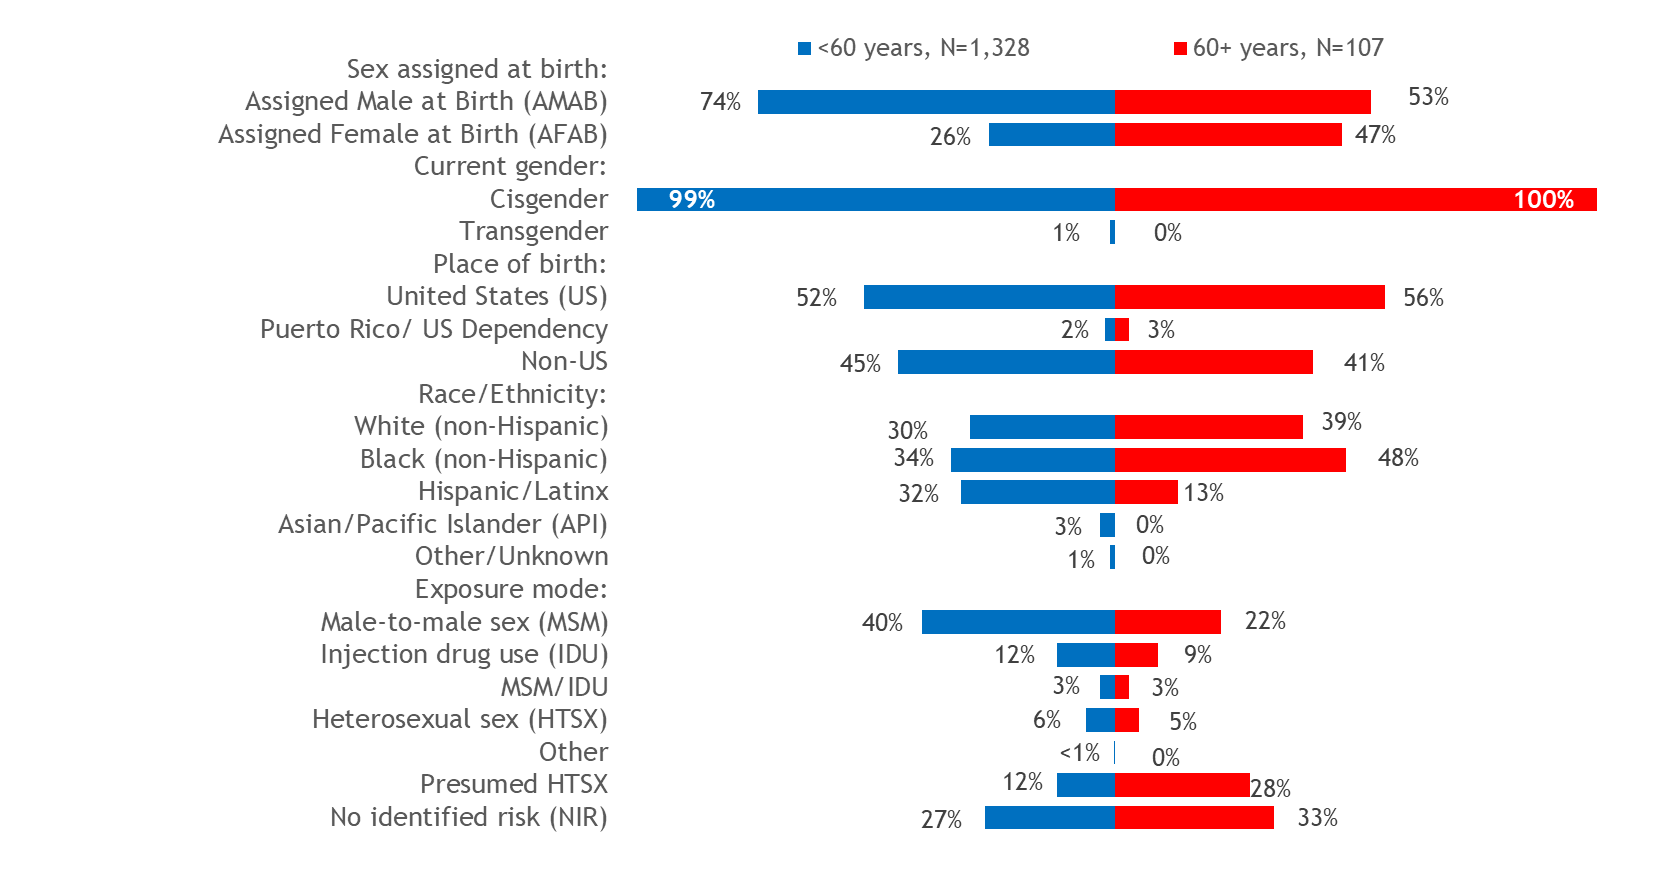 <60 years, N=1,328 60+ years, N=107
Sex assigned at birth:
Assigned Male at Birth (AMAB) 74% 53%
Assigned Female at Birth (AFAB) 26% 47%
Current gender:
Cisgender 99% 100%
Transgender 1% 0%
Place of birth:
United States (US) 52% 56%
Puerto Rico/ US Dependency 2% 3%
Non-US 45% 41%
Race/Ethnicity:
White (non-Hispanic) 30% 39%
Black (non-Hispanic) 34% 48%
Hispanic/Latinx 32% 13%
Asian/Pacific Islander (API) 3% 0%
Other/Unknown 1% 0%
Exposure mode:
Male-to-male sex (MSM) 40% 22%
Injection drug use (IDU) 12% 9%
MSM/IDU 3% 3%
Heterosexual sex (HTSX) 6% 5%
Other <1% 0%
Presumed HTSX 12% 28%
No identified risk (NIR) 27% 33%